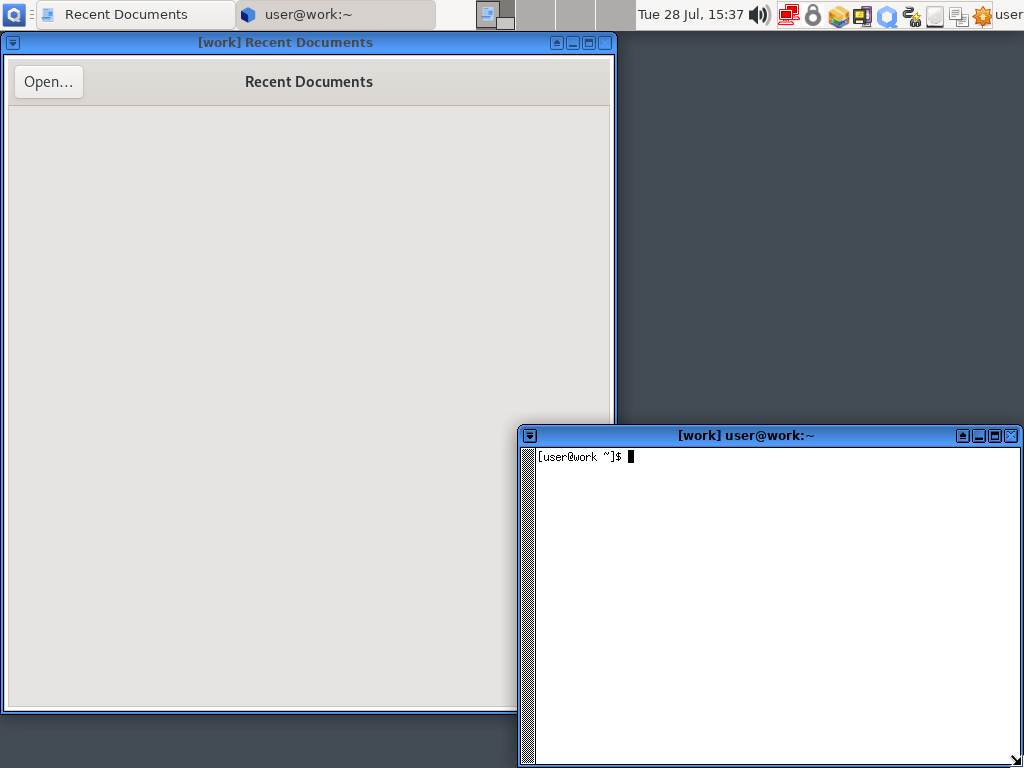 Recent Documents
user@work:~
Tue 28 Jul, 15:37
user
[work] Recent Documents
Open...
Recent Documents
[work] user@work:~
[user@work ~]$